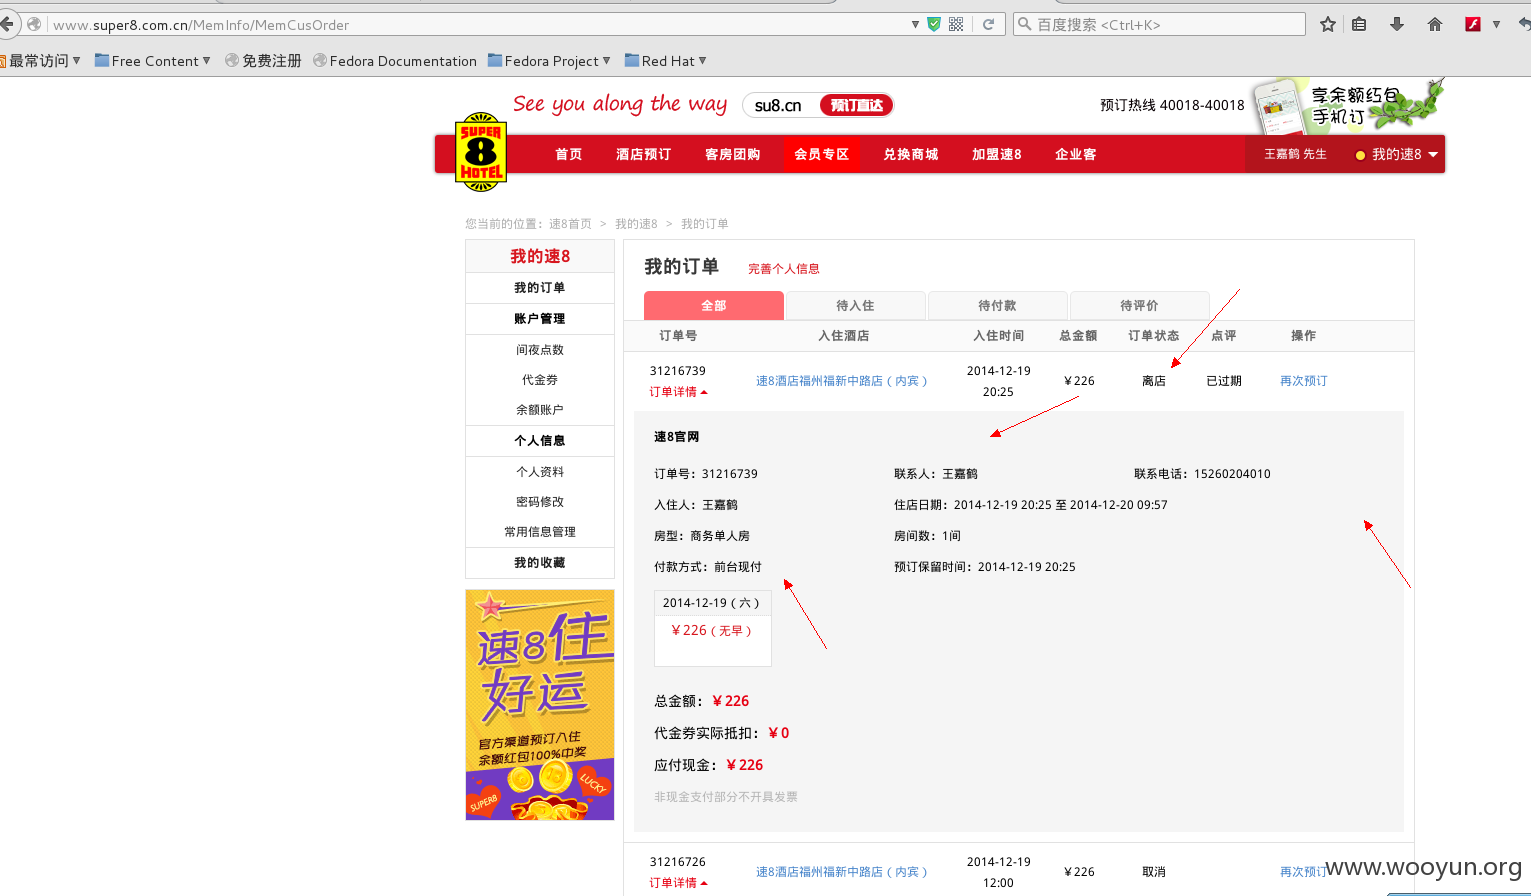 www.super8.com.cn/MemInfo/MemCusOrder
百度搜索 <Ctrl+K>
最常访问 Free Content 免费注册 Fedora Documentation Fedora Project Red Hat
See you along the way su8.cn 预订直达 预订热线 40018-40018 享余额红包
手机订
SUPER 8 HOTEL
首页 酒店预订 客房团购 会员专区 兑换商城 加盟速8 企业客 王嘉鹤 先生 我的速8
您当前的位置：速8首页 > 我的速8 > 我的订单
我的速8
我的订单
账户管理
间夜点数
代金券
余额账户
个人信息
个人资料
密码修改
常用信息管理
我的收藏
速8住
好运
官方渠道预订入住
余额红包100%中奖
SUPER8
LUCKY
我的订单 完善个人信息
全部 待入住 待付款 待评价
订单号 入住酒店 入住时间 总金额 订单状态 点评 操作
31216739 速8酒店福州福新中路店（内宾） 2014-12-19 20:25 ￥226 离店 已过期 再次预订
订单详情
速8官网
订单号：31216739 联系人：王嘉鹤 联系电话：15260204010
入住人：王嘉鹤 住店日期：2014-12-19 20:25 至 2014-12-20 09:57
房型：商务单人房 房间数：1间
付款方式：前台现付 预订保留时间：2014-12-19 20:25
2014-12-19（六）
￥226（无早）
总金额：￥226
代金券实际抵扣：￥0
应付现金：￥226
非现金支付部分不开具发票
31216726 速8酒店福州福新中路店（内宾） 2014-12-19 12:00 ￥226 取消 再次预订
订单详情
www.wooyun.org